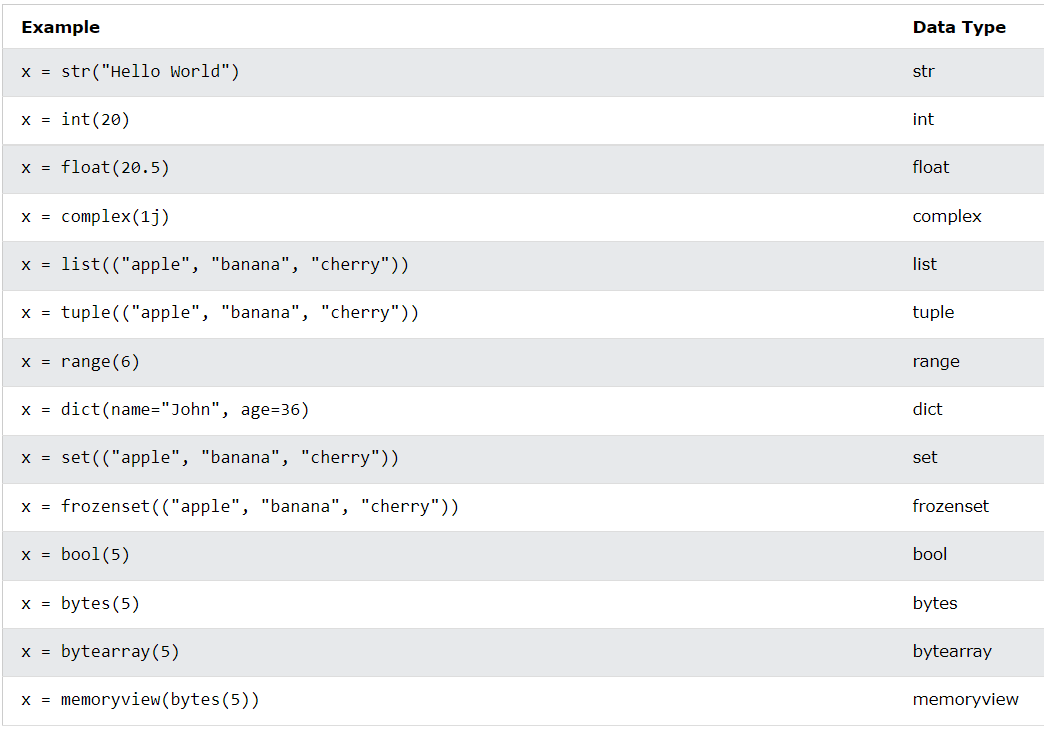 Example Data Type
x = str("Hello World") str
x = int(20) int
x = float(20.5) float
x = complex(1j) complex
x = list(("apple", "banana", "cherry")) list
x = tuple(("apple", "banana", "cherry")) tuple
x = range(6) range
x = dict(name="John", age=36) dict
x = set(("apple", "banana", "cherry")) set
x = frozenset(("apple", "banana", "cherry")) frozenset
x = bool(5) bool
x = bytes(5) bytes
x = bytearray(5) bytearray
x = memoryview(bytes(5)) memoryview